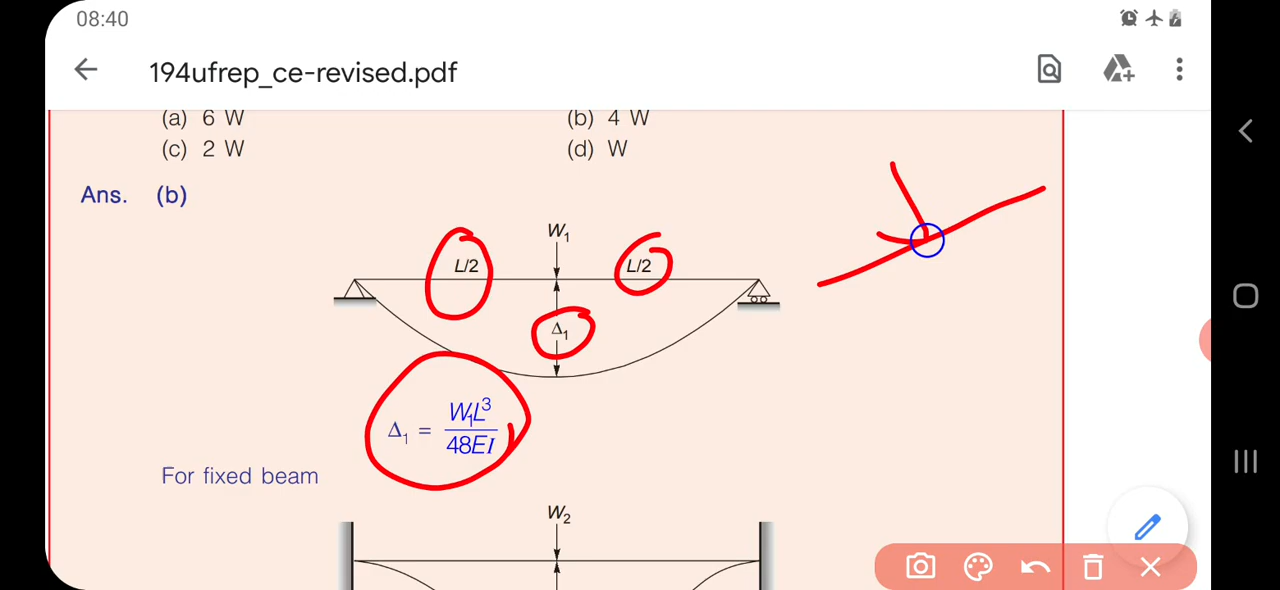 08:40
194ufrep_ce-revised.pdf
(a) 6 W (b) 4 W
(c) 2 W (d) W
Ans. (b)
W₁
L/2 L/2
Δ₁
Δ₁ = W₁L³/48EI
For fixed beam
W₂